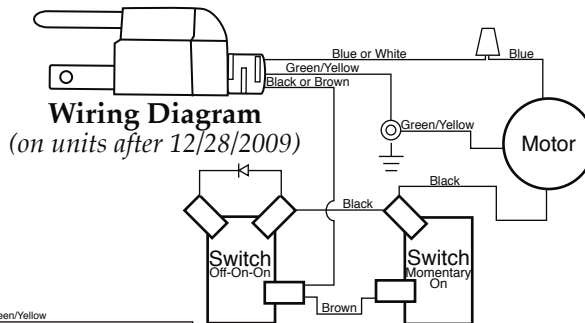 Blue or White
Blue
Green/Yellow
Black or Brown
Wiring Diagram
(on units after 12/28/2009)
Green/Yellow
Motor
Black
Black
Switch
Off-On-On
Switch
Momentary
On
Brown